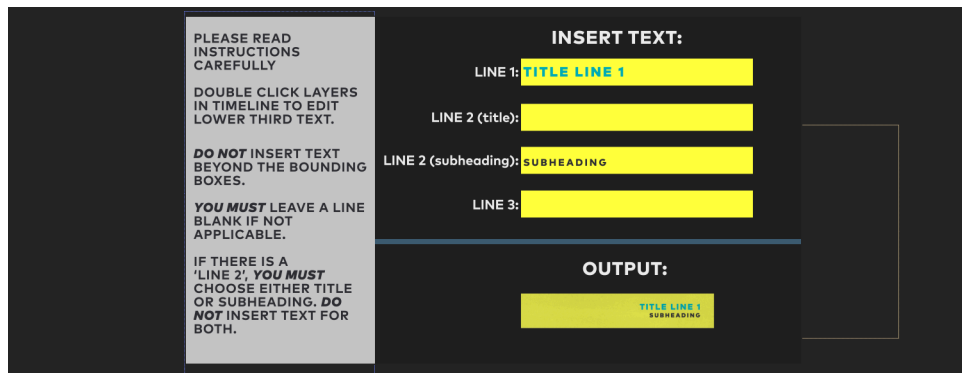 PLEASE READ
INSTRUCTIONS
CAREFULLY
DOUBLE CLICK LAYERS
IN TIMELINE TO EDIT
LOWER THIRD TEXT.
DO NOT INSERT TEXT
BEYOND THE BOUNDING
BOXES.
YOU MUST LEAVE A LINE
BLANK IF NOT
APPLICABLE.
IF THERE IS A
‘LINE 2’, YOU MUST
CHOOSE EITHER TITLE
OR SUBHEADING. DO
NOT INSERT TEXT FOR
BOTH.
INSERT TEXT:
LINE 1: TITLE LINE 1
LINE 2 (title):
LINE 2 (subheading): SUBHEADING
LINE 3:
OUTPUT:
TITLE LINE 1
SUBHEADING